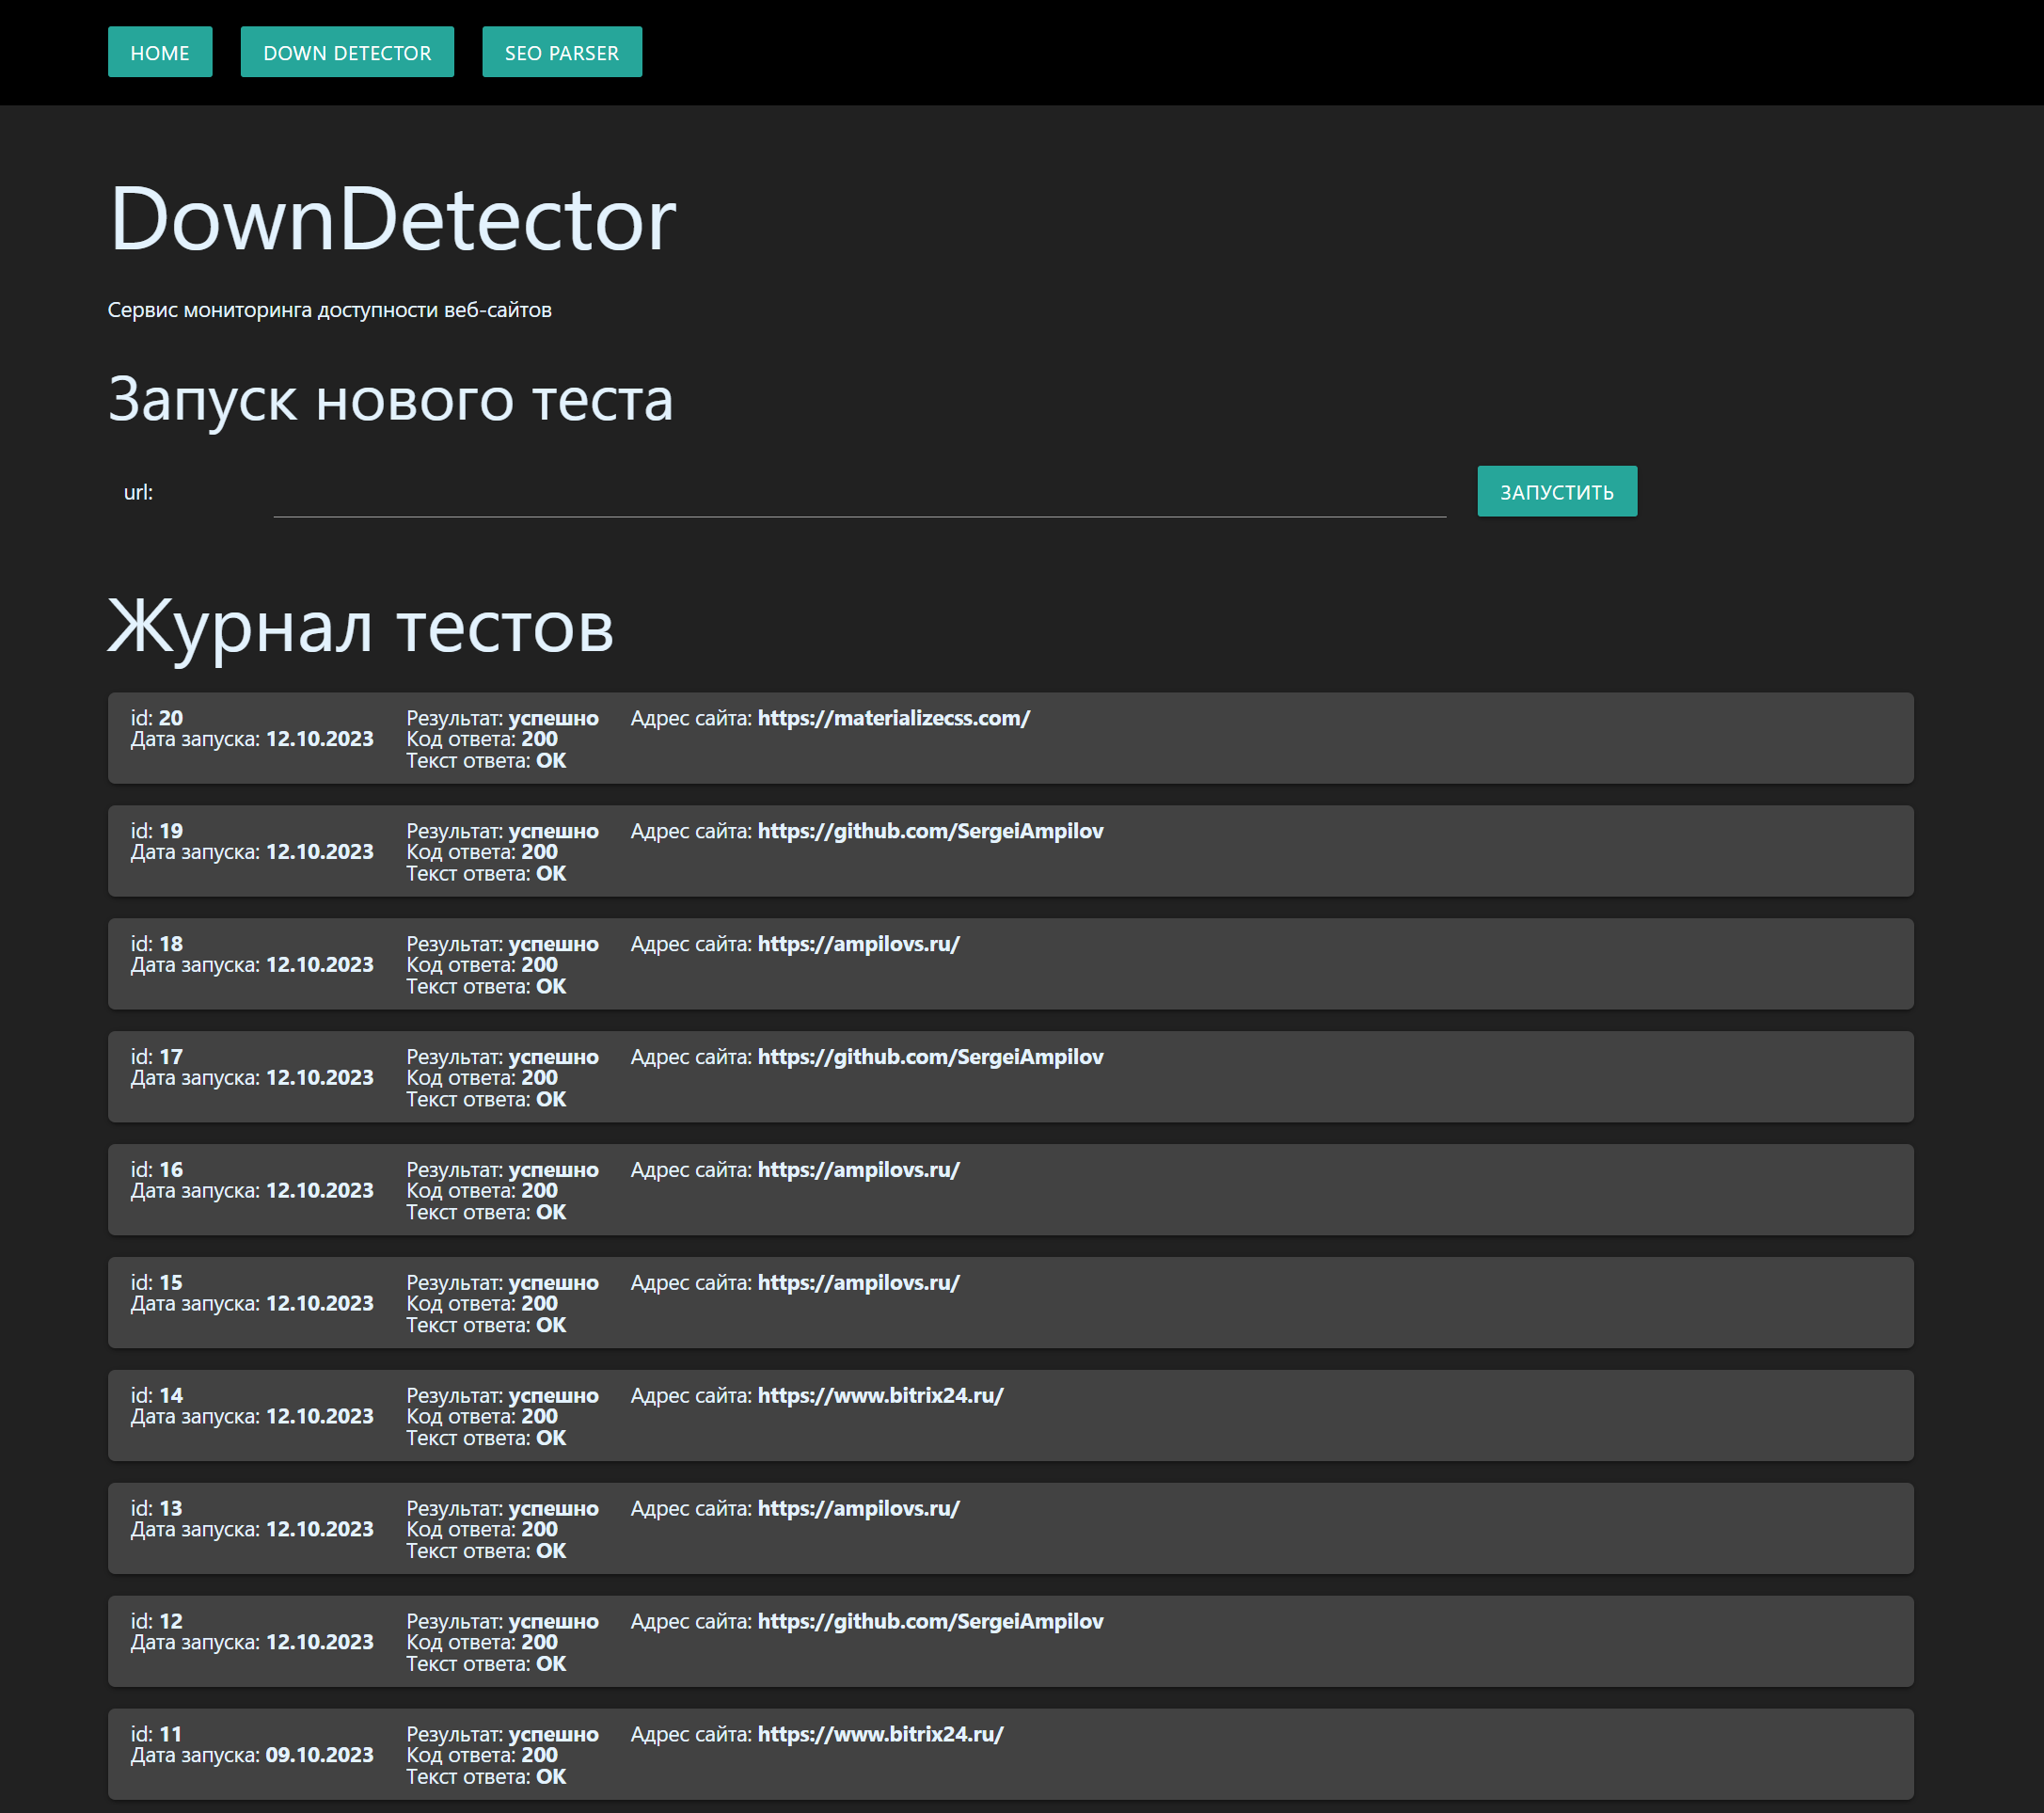 HOME
DOWN DETECTOR
SEO PARSER
DownDetector
Сервис мониторинга доступности веб-сайтов
Запуск нового теста
url:
ЗАПУСТИТЬ
Журнал тестов
id: 20
Дата запуска: 12.10.2023
Результат: успешно
Код ответа: 200
Текст ответа: OK
Адрес сайта: https://materializecss.com/
id: 19
Дата запуска: 12.10.2023
Результат: успешно
Код ответа: 200
Текст ответа: OK
Адрес сайта: https://github.com/SergeiAmpilov
id: 18
Дата запуска: 12.10.2023
Результат: успешно
Код ответа: 200
Текст ответа: OK
Адрес сайта: https://ampilovs.ru/
id: 17
Дата запуска: 12.10.2023
Результат: успешно
Код ответа: 200
Текст ответа: OK
Адрес сайта: https://github.com/SergeiAmpilov
id: 16
Дата запуска: 12.10.2023
Результат: успешно
Код ответа: 200
Текст ответа: OK
Адрес сайта: https://ampilovs.ru/
id: 15
Дата запуска: 12.10.2023
Результат: успешно
Код ответа: 200
Текст ответа: OK
Адрес сайта: https://ampilovs.ru/
id: 14
Дата запуска: 12.10.2023
Результат: успешно
Код ответа: 200
Текст ответа: OK
Адрес сайта: https://www.bitrix24.ru/
id: 13
Дата запуска: 12.10.2023
Результат: успешно
Код ответа: 200
Текст ответа: OK
Адрес сайта: https://ampilovs.ru/
id: 12
Дата запуска: 12.10.2023
Результат: успешно
Код ответа: 200
Текст ответа: OK
Адрес сайта: https://github.com/SergeiAmpilov
id: 11
Дата запуска: 09.10.2023
Результат: успешно
Код ответа: 200
Текст ответа: OK
Адрес сайта: https://www.bitrix24.ru/